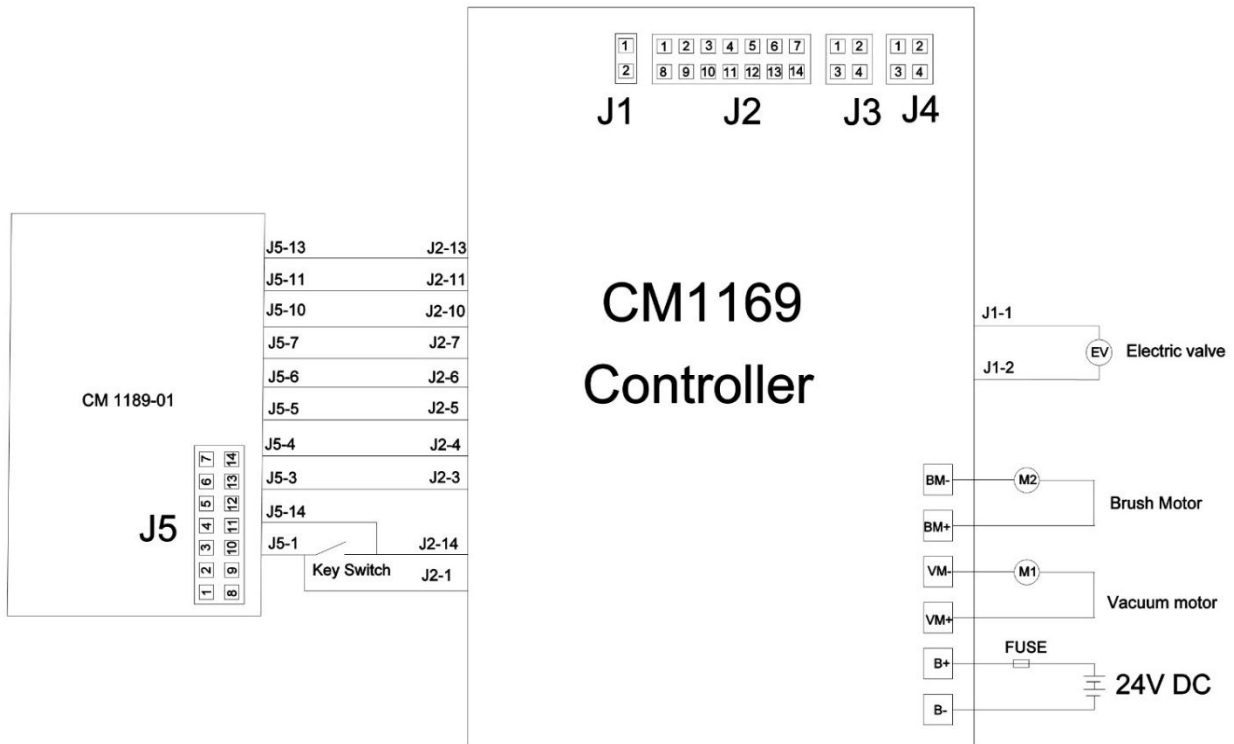 1
2
1 2 3 4 5 6 7
8 9 10 11 12 13 14
1 2
3 4
1 2
3 4
J1
J2
J3
J4
CM1169
Controller
CM 1189-01
J5
7 14
6 13
5 12
4 11
3 10
2 9
1 8
J5-13
J2-13
J5-11
J2-11
J5-10
J2-10
J5-7
J2-7
J5-6
J2-6
J5-5
J2-5
J5-4
J2-4
J5-3
J2-3
J5-14
J5-1
J2-14
Key Switch
J2-1
J1-1
EV
Electric valve
J1-2
BM-
M2
Brush Motor
BM+
VM-
M1
Vacuum motor
VM+
FUSE
B+
24V DC
B-